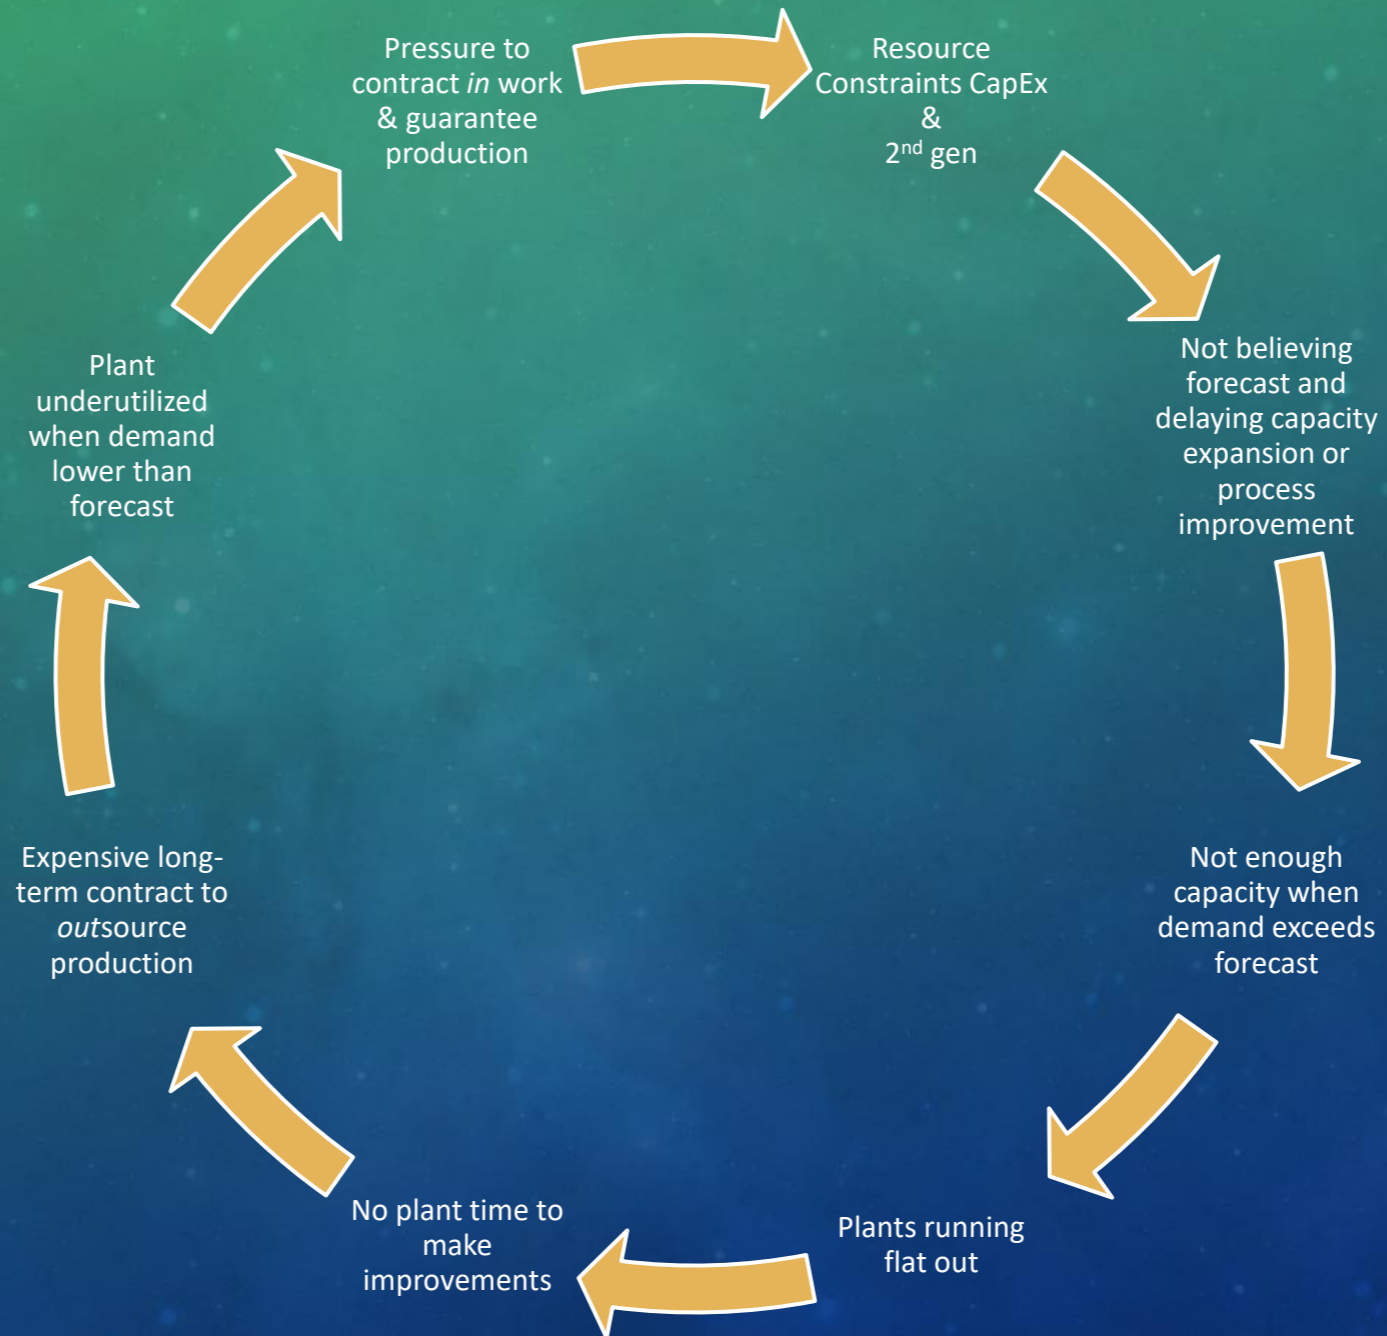 Pressure to
contract in work
& guarantee
production
Resource
Constraints CapEx
&
2nd gen
Not believing
forecast and
delaying capacity
expansion or
process
improvement
Not enough
capacity when
demand exceeds
forecast
Plants running
flat out
No plant time to
make
improvements
Expensive long-
term contract to
outsource
production
Plant
underutilized
when demand
lower than
forecast